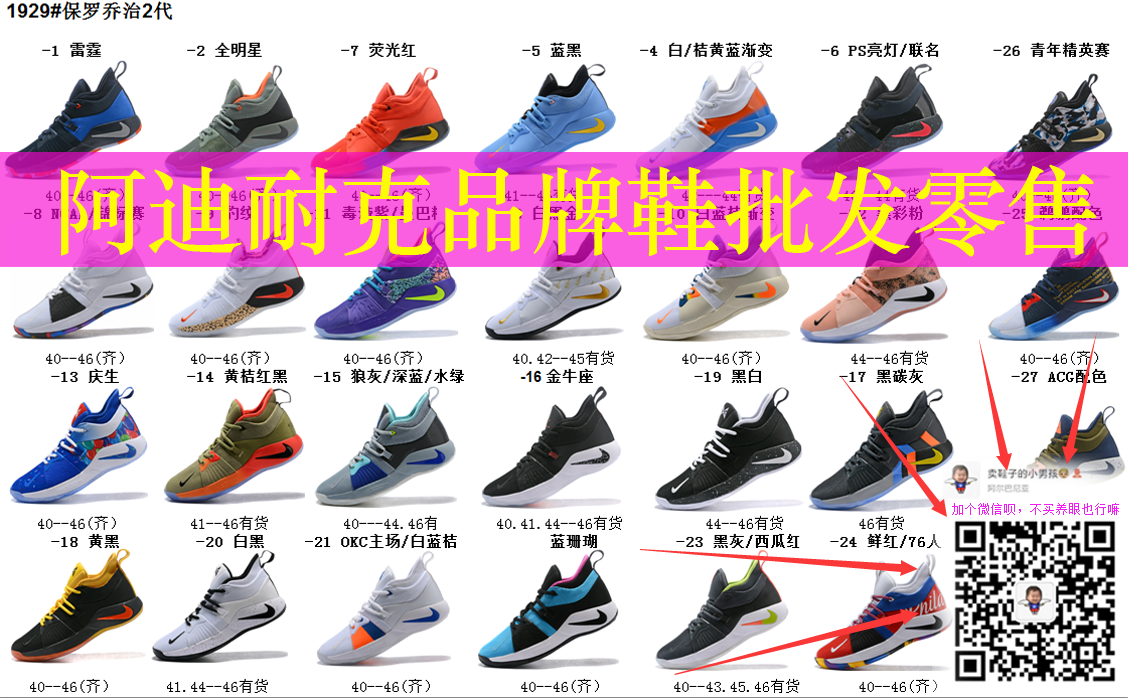 1929#保罗乔治2代
-1 雷霆 -2 全明星 -7 荧光红 -5 蓝黑 -4 白/桔黄蓝渐变 -6 PS亮灯/联名 -26 青年精英赛
阿迪耐克品牌鞋批发零售
40--46(齐) 40--46(齐) 40--46(齐) 40.42--45有货 40--46(齐) 44--46有货 40--46(齐)
-13 庆生 -14 黄桔红黑 -15 狼灰/深蓝/水绿 -16 金牛座 -19 黑白 -17 黑碳灰 -27 ACG配色
卖鞋子的小男孩
阿尔巴尼亚
加个微信呗,不买养眼也行嘛
40--46(齐) 41--46有货 40---44.46有 40.41.44--46有货 44--46有货 46有货
-18 黄黑 -20 白黑 -21 OKC主场/白蓝桔 蓝珊瑚 -23 黑灰/西瓜红 -24 鲜红/76人
40--46(齐) 41.44--46有货 40--46(齐) 40--46(齐) 40--43.45.46有货 40--46(齐)